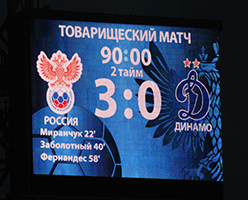 ТОВАРИЩЕСКИЙ МАТЧ
90:00
2 тайм
3:0
РОССИЯ
ДИНАМО
Миранчук 22'
Заболотный 40'
Фернандес 58'